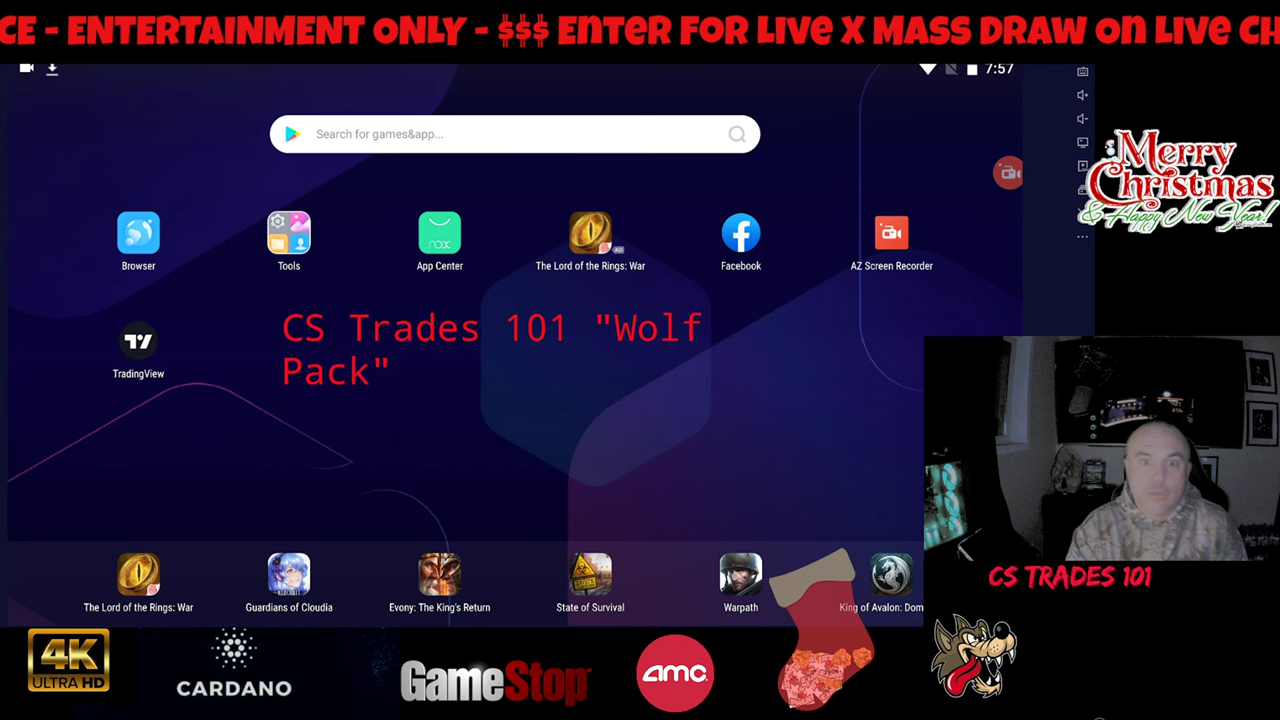 CE - ENTERTAINMENT ONLY - $$$ ENTER FOR LIVE X MASS DRAW ON LIVE CH
7:57
Search for games&app...
Merry
Christmas
& Happy New Year!
nox
AD
Browser
Tools
App Center
The Lord of the Rings: War
Facebook
AZ Screen Recorder
CS Trades 101 "Wolf
Pack"
TradingView
The Lord of the Rings: War
Guardians of Cloudia
Evony: The King's Return
State of Survival
Warpath
King of Avalon: Dom
CS TRADES 101
4K
ULTRA HD
CARDANO
GameStop
amc